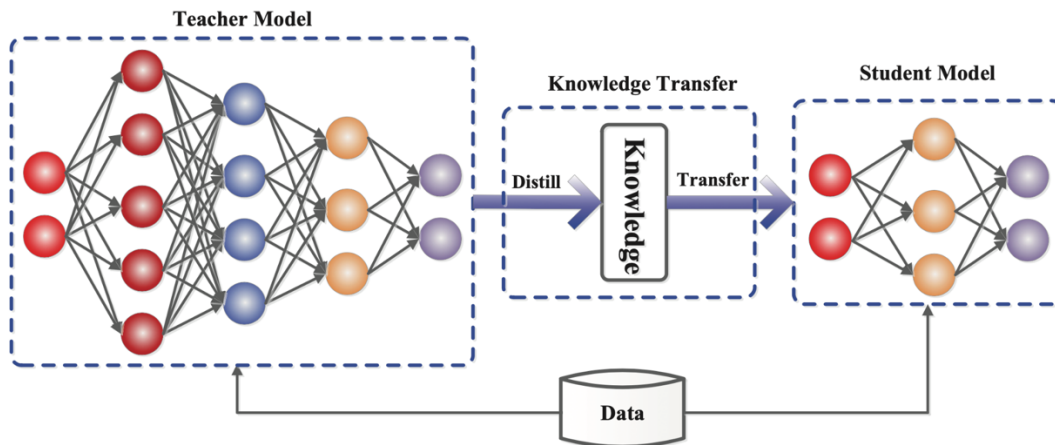 Teacher Model
Knowledge Transfer
Student Model
Distill
Knowledge
Transfer
Data